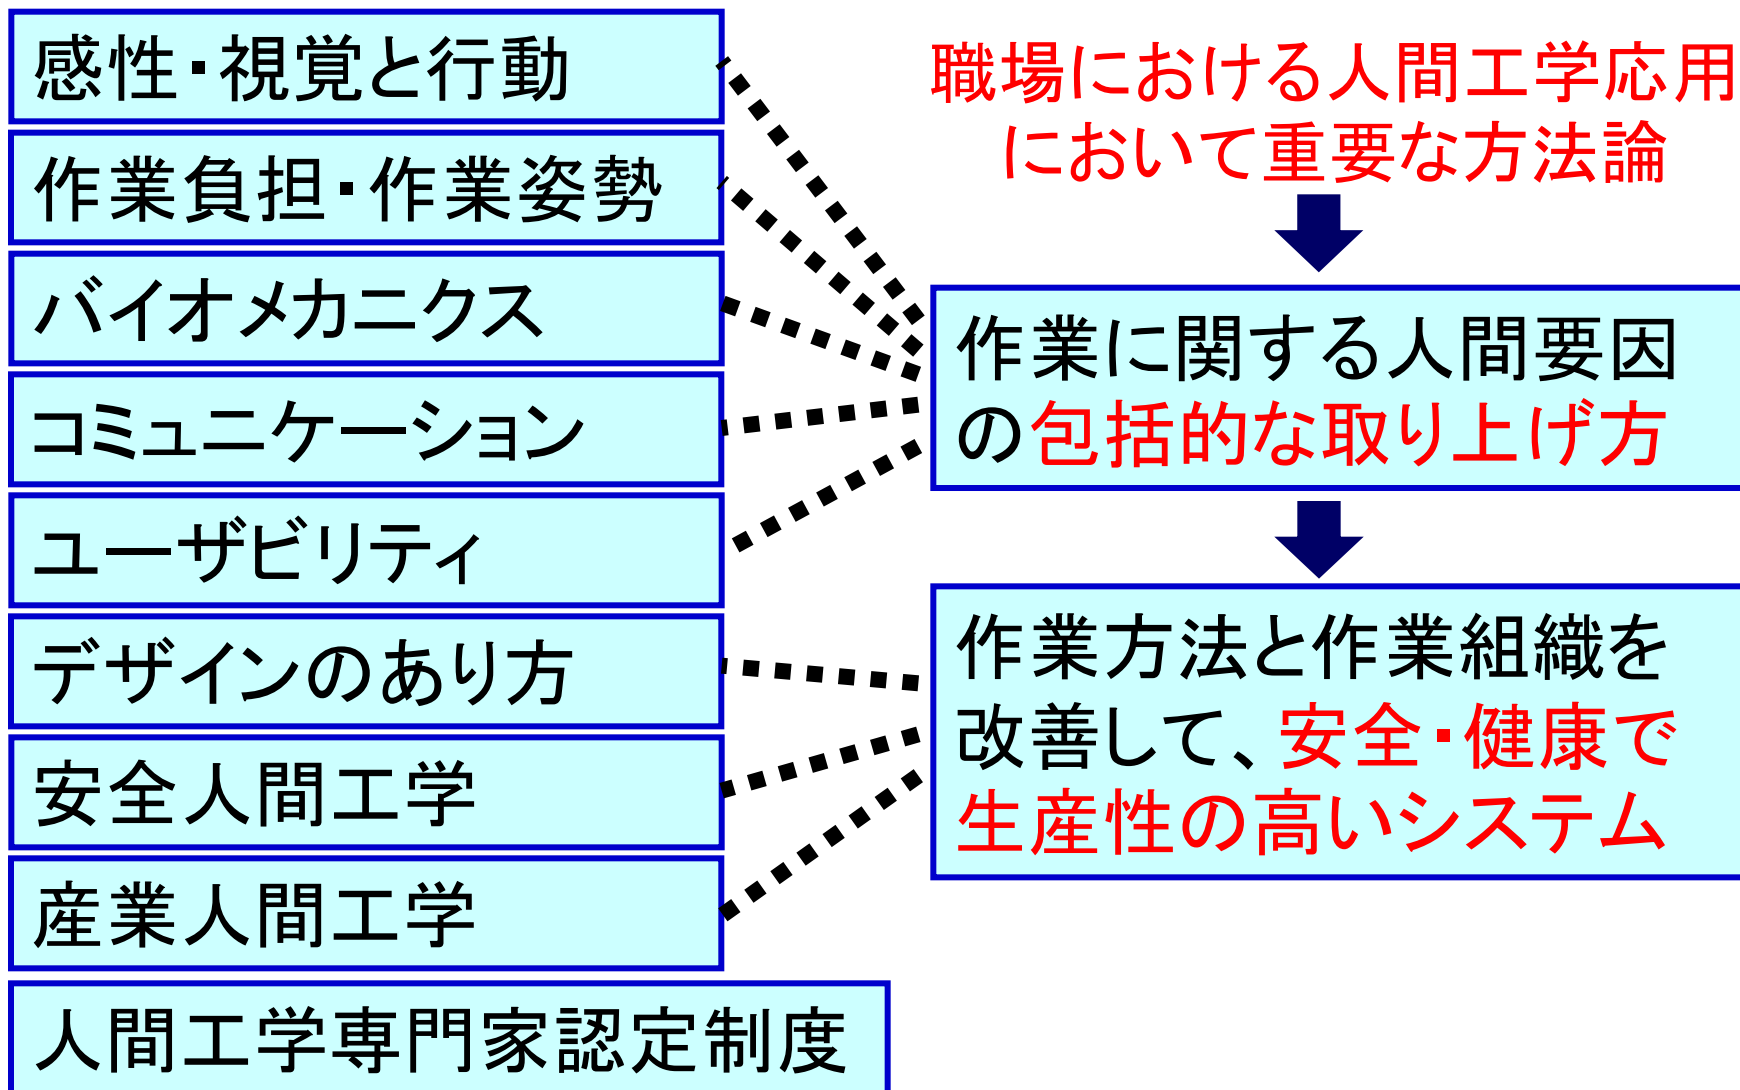 感性・視覚と行動
作業負担・作業姿勢
バイオメカニクス
コミュニケーション
ユーザビリティ
デザインのあり方
安全人間工学
産業人間工学
人間工学専門家認定制度
職場における人間工学応用
において重要な方法論
作業に関する人間要因
の包括的な取り上げ方
作業方法と作業組織を
改善して、安全・健康で
生産性の高いシステム